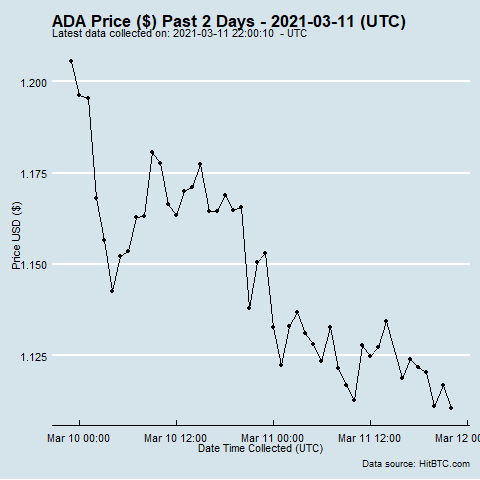 ADA Price ($) Past 2 Days - 2021-03-11 (UTC)
Latest data collected on: 2021-03-11 22:00:10  - UTC
1.200
1.175
1.150
1.125
Price USD ($)
Mar 10 00:00 Mar 10 12:00 Mar 11 00:00 Mar 11 12:00 Mar 12 0
Date Time Collected (UTC)
Data source: HitBTC.com